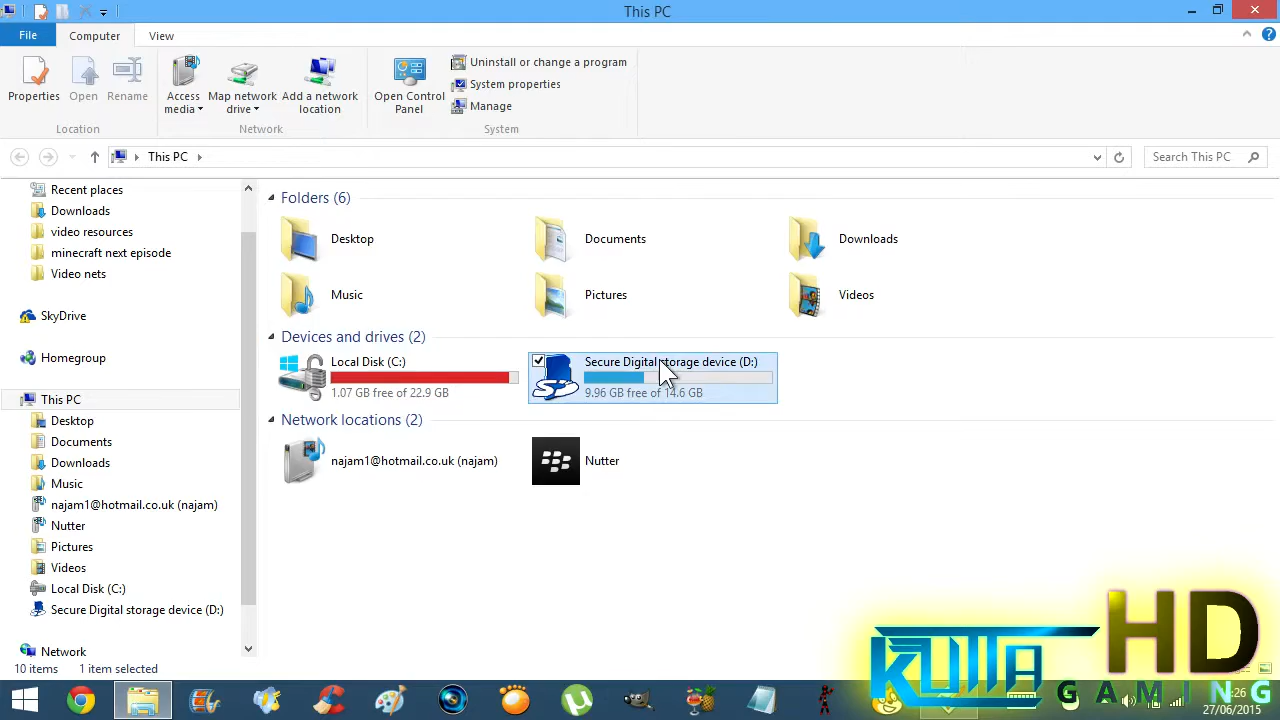 This PC
File
Computer
View
Properties
Open
Rename
Access media
Map network drive
Add a network location
Open Control Panel
Uninstall or change a program
System properties
Manage
Location
Network
System
This PC
Search This PC
Recent places
Downloads
video resources
minecraft next episode
Video nets
SkyDrive
Homegroup
This PC
Desktop
Documents
Downloads
Music
najam1@hotmail.co.uk (najam)
Nutter
Pictures
Videos
Local Disk (C:)
Secure Digital storage device (D:)
Network
Folders (6)
Desktop
Documents
Downloads
Music
Pictures
Videos
Devices and drives (2)
Local Disk (C:)
1.07 GB free of 22.9 GB
Secure Digital storage device (D:)
9.96 GB free of 14.6 GB
Network locations (2)
najam1@hotmail.co.uk (najam)
Nutter
10 items
1 item selected
KUTTA HD
GAMING
:26
27/06/2015